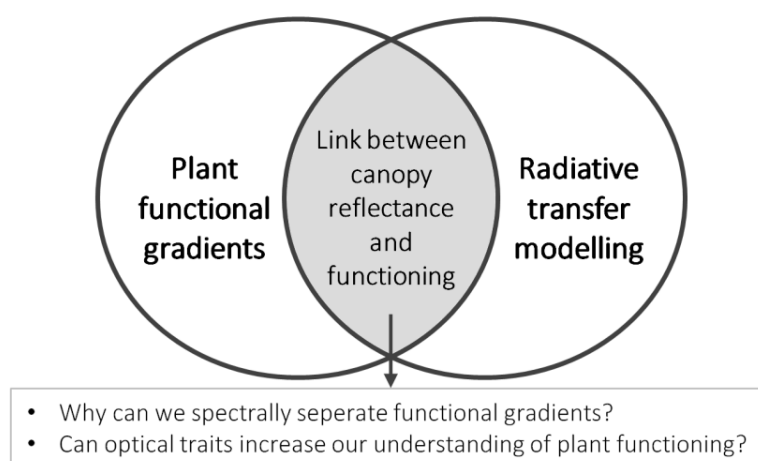 Plant
functional
gradients
Link between
canopy
reflectance
and
functioning
Radiative
transfer
modelling
• Why can we spectrally seperate functional gradients?
• Can optical traits increase our understanding of plant functioning?